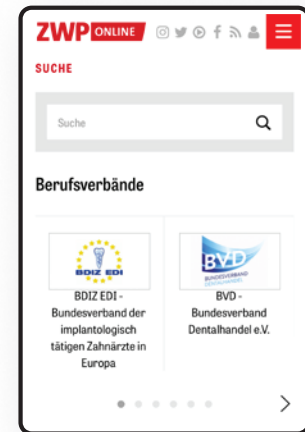 ZWP ONLINE
SUCHE
Suche
Berufsverbände
BDIZ EDI
BDIZ EDI -
Bundesverband der
implantologisch
tätigen Zahnärzte in
Europa
BVD
BUNDESVERBAND
DENTALHANDEL
BVD -
Bundesverband
Dentalhandel e.V.